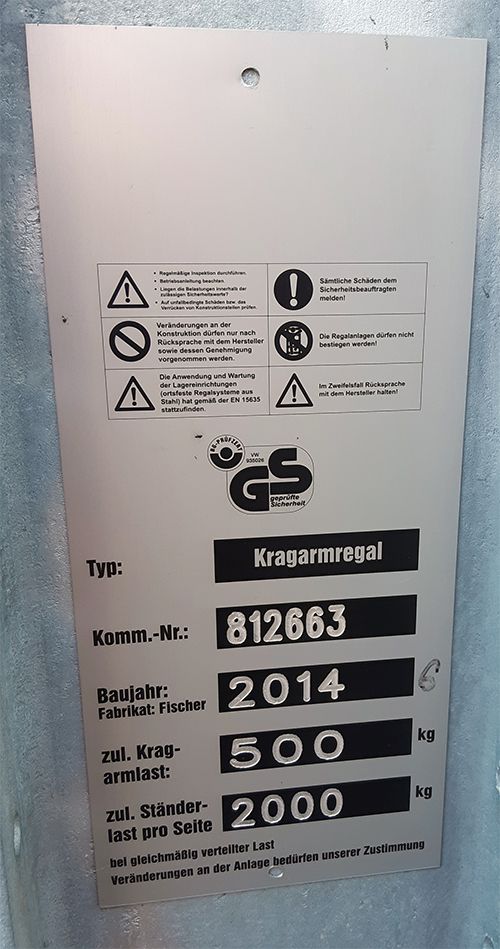 • Regelmäßige Inspektion durchführen.
• Betriebsanleitung beachten.
• Liegen die Belastungen innerhalb der
zulässigen Sicherheitswerte?
• Auf unfallbedingte Schäden bzw. das
Verrücken von Konstruktionsteilen prüfen.
Sämtliche Schäden dem
Sicherheitsbeauftragten
melden!
Veränderungen an der
Konstruktion dürfen nur nach
Rücksprache mit dem Hersteller
sowie dessen Genehmigung
vorgenommen werden.
Die Regalanlagen dürfen nicht
bestiegen werden!
Die Anwendung und Wartung
der Lagereinrichtungen
(ortsfeste Regalsysteme aus
Stahl) hat gemäß der EN 15635
stattzufinden.
Im Zweifelsfall Rücksprache
mit dem Hersteller halten!
BG-PRÜFZERT
VW
935026
GS
geprüfte
Sicherheit
Typ: Kragarmregal
Komm.-Nr.: 812663
Baujahr: 2014
Fabrikat: Fischer
zul. Krag-
armlast: 500 kg
zul. Ständer-
last pro Seite 2000 kg
bei gleichmäßig verteilter Last
Veränderungen an der Anlage bedürfen unserer Zustimmung